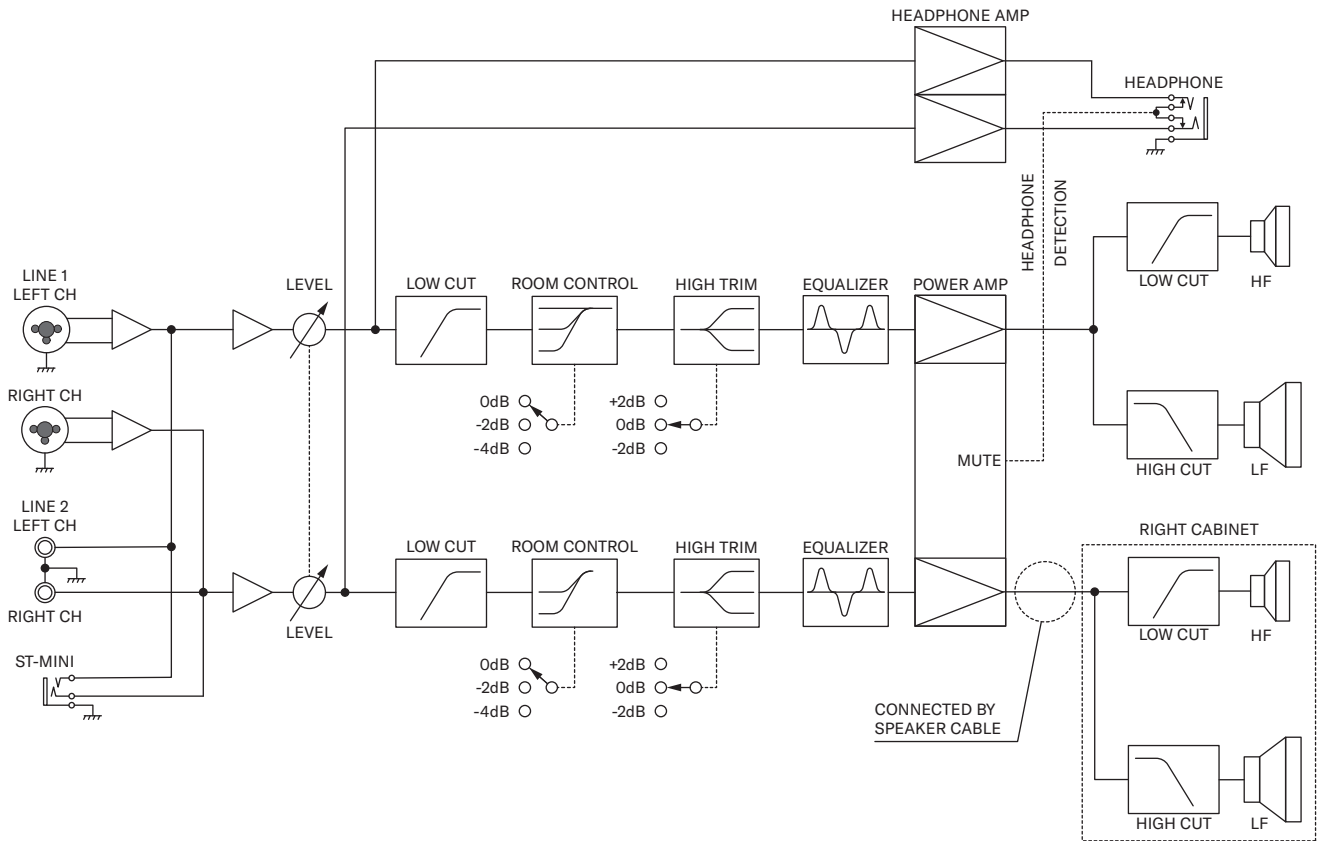 HEADPHONE AMP
HEADPHONE
HEADPHONE
DETECTION
LINE 1
LEFT CH
LEVEL
LOW CUT
ROOM CONTROL
HIGH TRIM
EQUALIZER
POWER AMP
LOW CUT
HF
RIGHT CH
0dB
-2dB
-4dB
+2dB
0dB
-2dB
MUTE
HIGH CUT
LF
LINE 2
LEFT CH
RIGHT CH
LEVEL
LOW CUT
ROOM CONTROL
HIGH TRIM
EQUALIZER
RIGHT CABINET
LOW CUT
HF
ST-MINI
0dB
-2dB
-4dB
+2dB
0dB
-2dB
CONNECTED BY
SPEAKER CABLE
HIGH CUT
LF